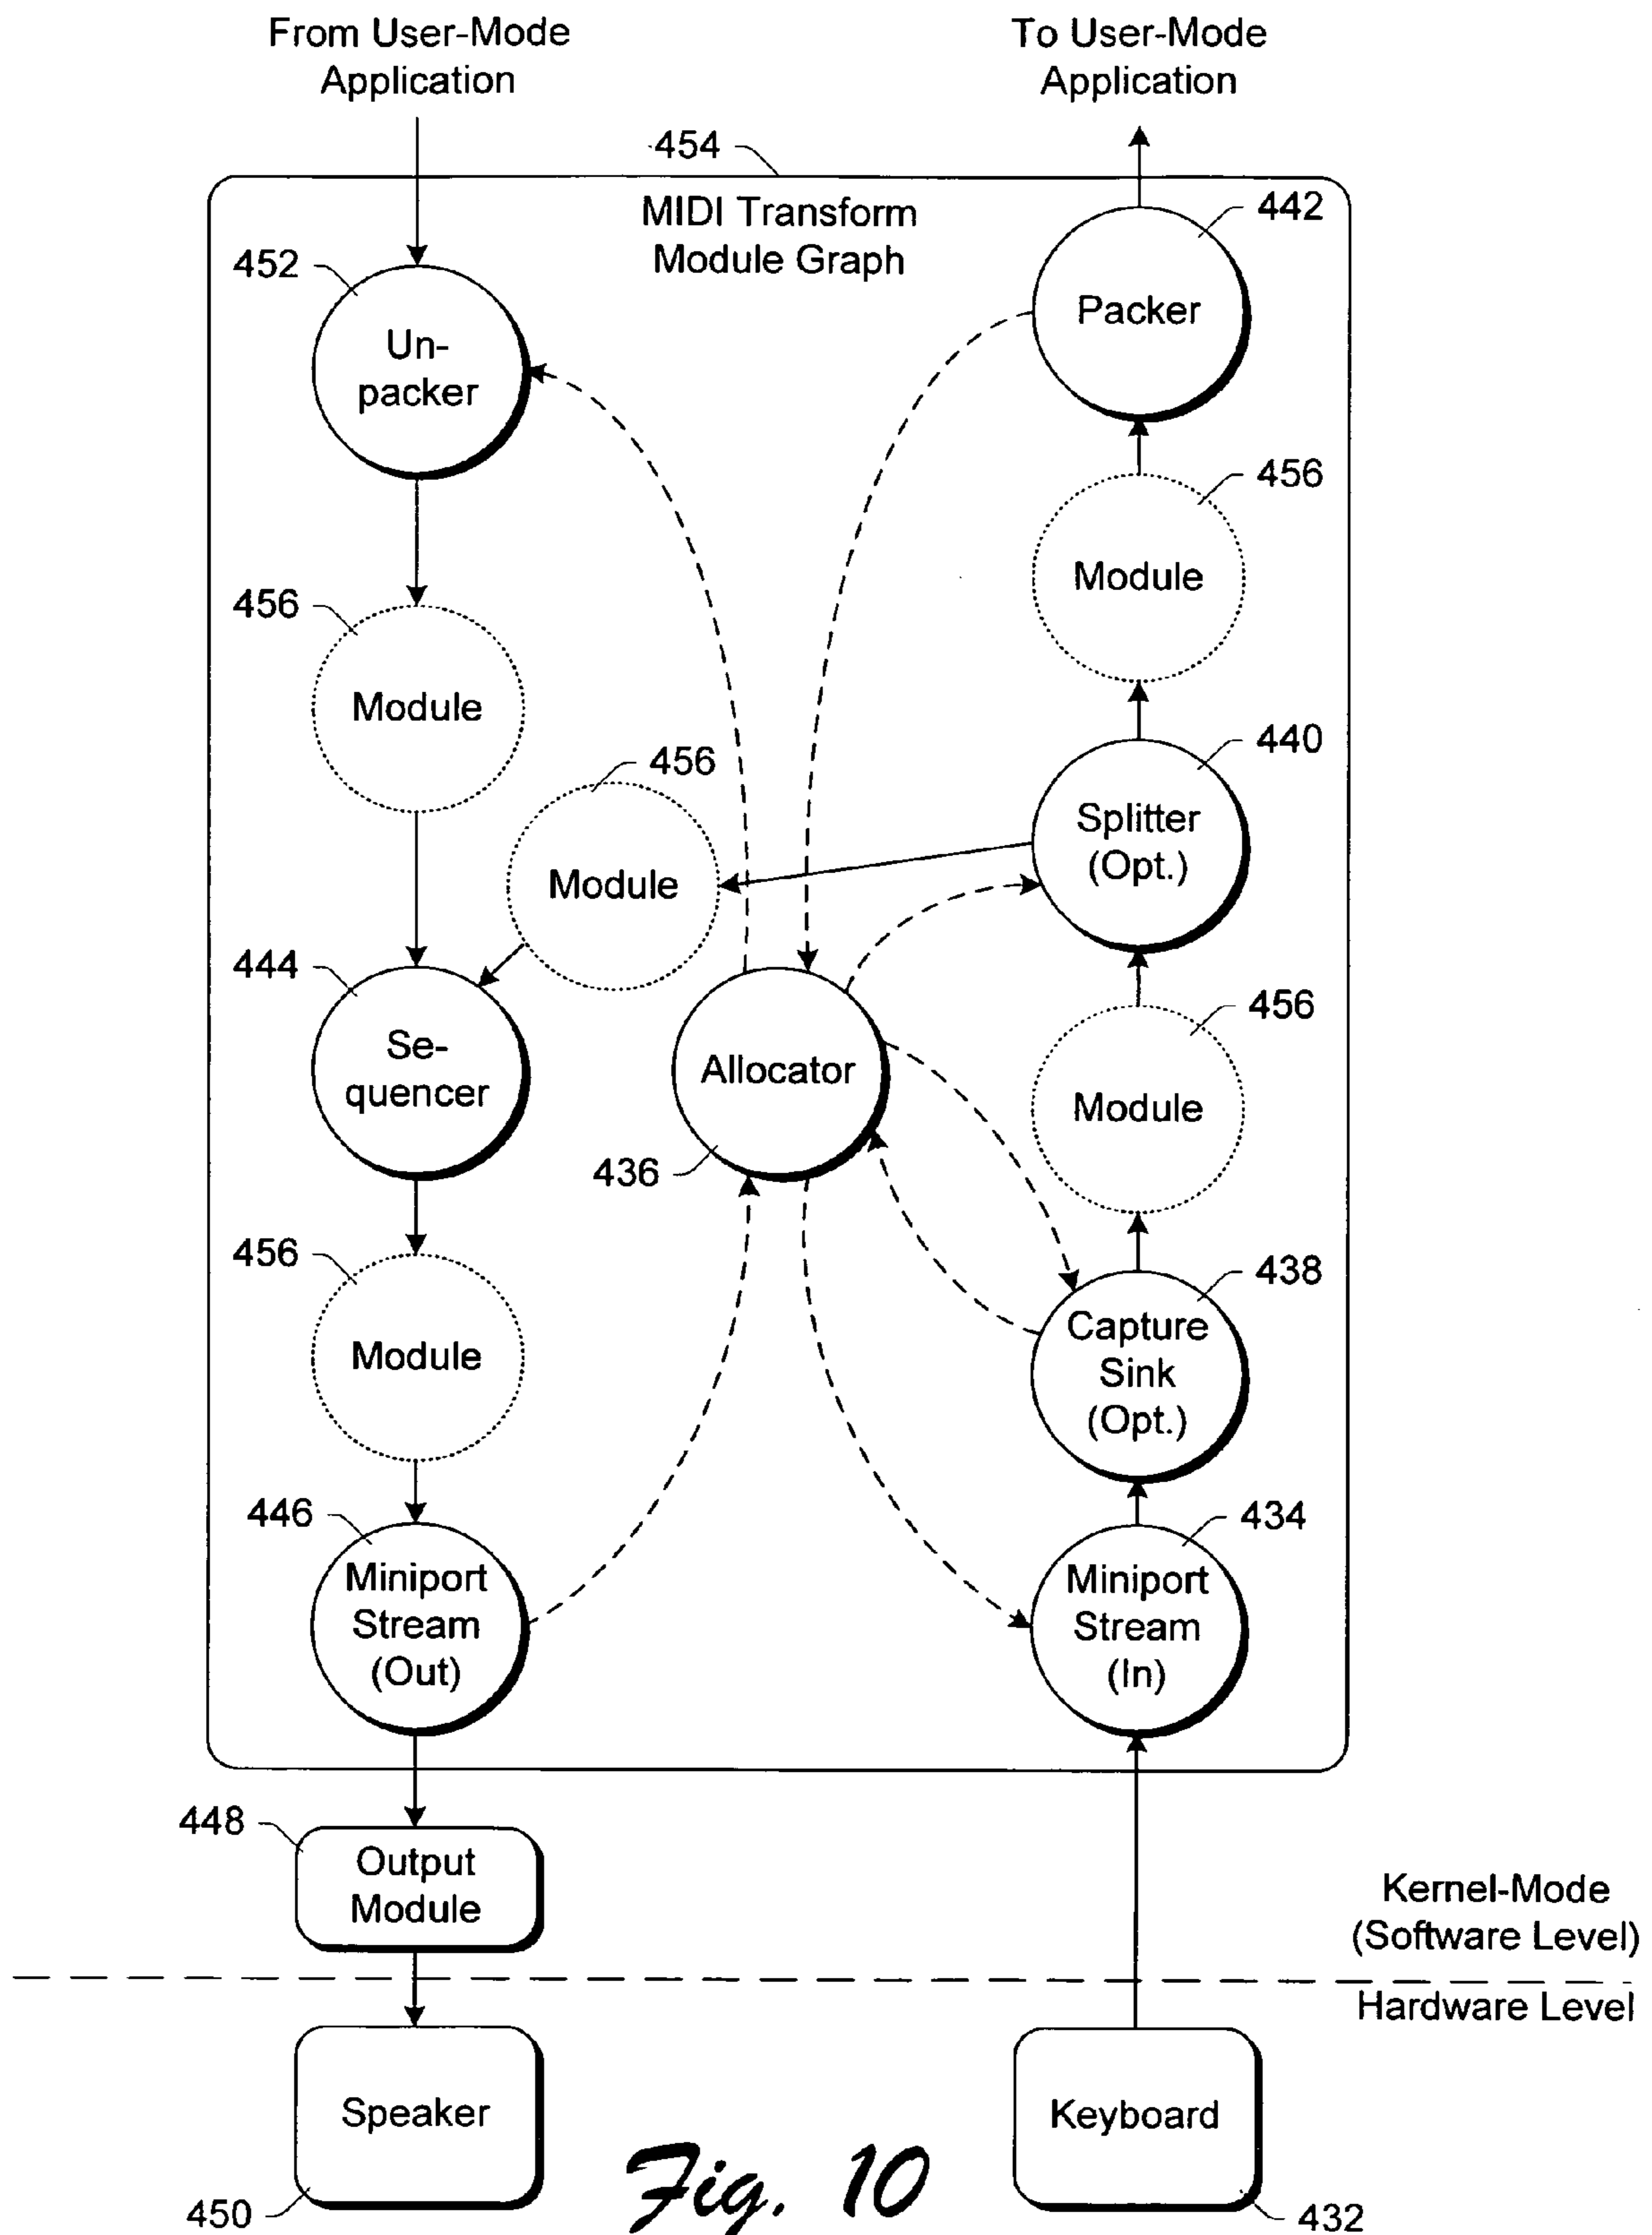 From User-Mode
Application
To User-Mode
Application
454
MIDI Transform
Module Graph
442
Packer
452
Un-
packer
456
Module
456
Module
456
Module
440
Splitter
(Opt.)
444
Se-
quencer
Allocator
436
456
Module
456
Module
438
Capture
Sink
(Opt.)
446
Miniport
Stream
(Out)
434
Miniport
Stream
(In)
448
Output
Module
Kernel-Mode
(Software Level)
Hardware Level
Speaker
450
Keyboard
432
Fig. 10